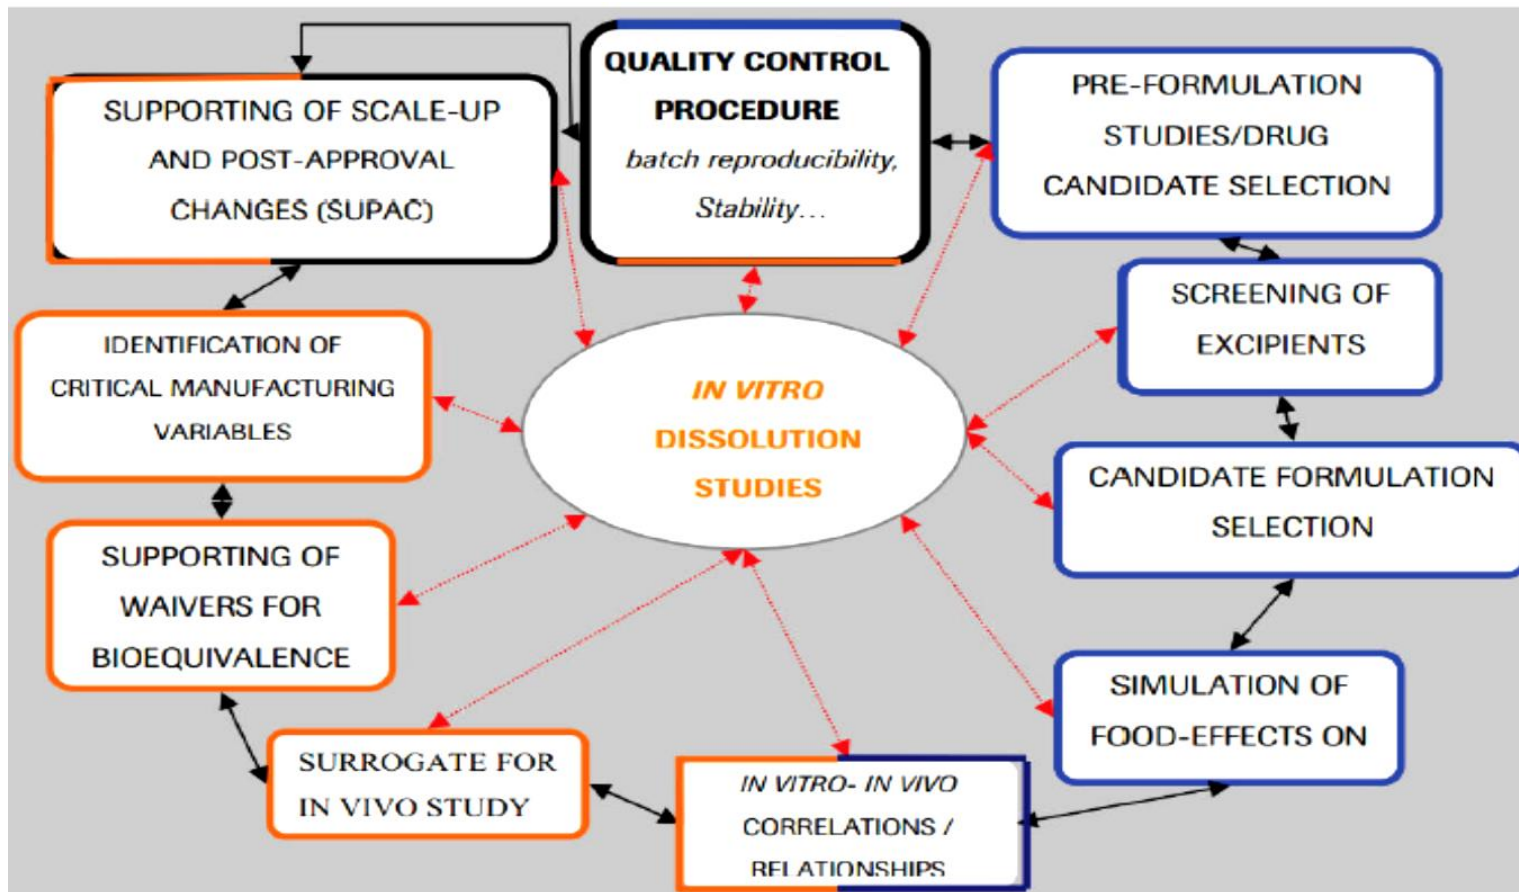 QUALITY CONTROL
PROCEDURE
batch reproducibility,
Stability...
SUPPORTING OF SCALE-UP
AND POST-APPROVAL
CHANGES (SUPAC)
PRE-FORMULATION
STUDIES/DRUG
CANDIDATE SELECTION
SCREENING OF
EXCIPIENTS
IDENTIFICATION OF
CRITICAL MANUFACTURING
VARIABLES
IN VITRO
DISSOLUTION
STUDIES
CANDIDATE FORMULATION
SELECTION
SUPPORTING OF
WAIVERS FOR
BIOEQUIVALENCE
SIMULATION OF
FOOD-EFFECTS ON
SURROGATE FOR
IN VIVO STUDY
IN VITRO- IN VIVO
CORRELATIONS /
RELATIONSHIPS